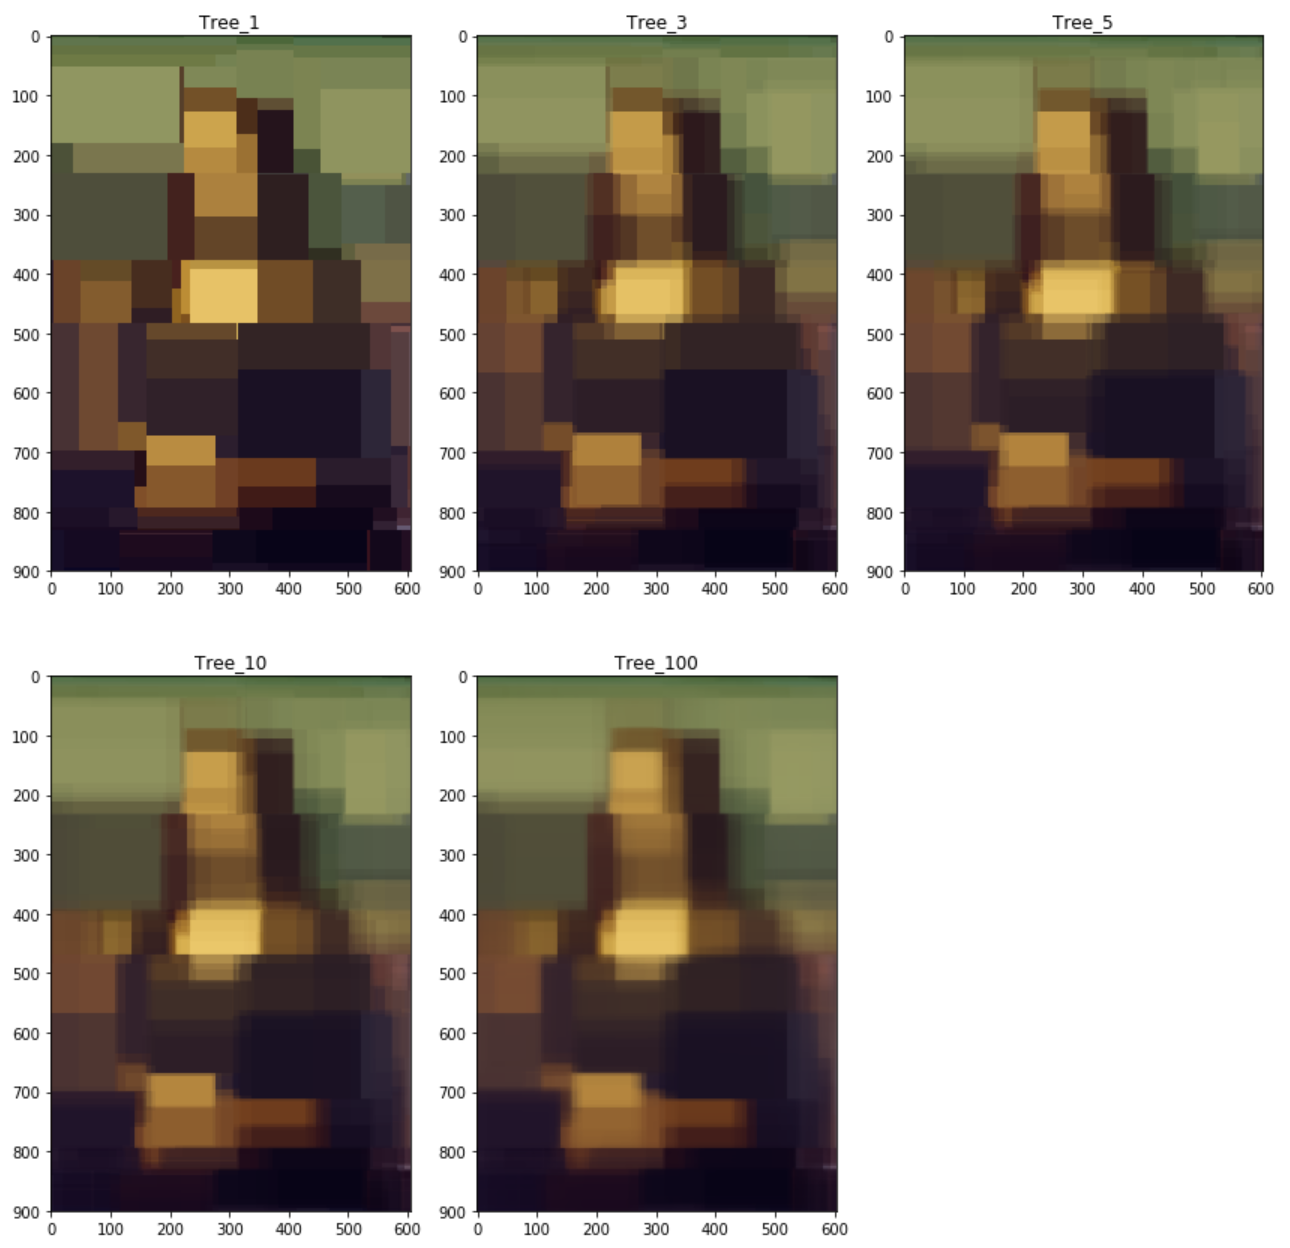 Tree_1 Tree_3 Tree_5
0 0 0
100 100 100
200 200 200
300 300 300
400 400 400
500 500 500
600 600 600
700 700 700
800 800 800
900 900 900
0 100 200 300 400 500 600 0 100 200 300 400 500 600 0 100 200 300 400 500 600
Tree_10 Tree_100
0 0
100 100
200 200
300 300
400 400
500 500
600 600
700 700
800 800
900 900
0 100 200 300 400 500 600 0 100 200 300 400 500 600